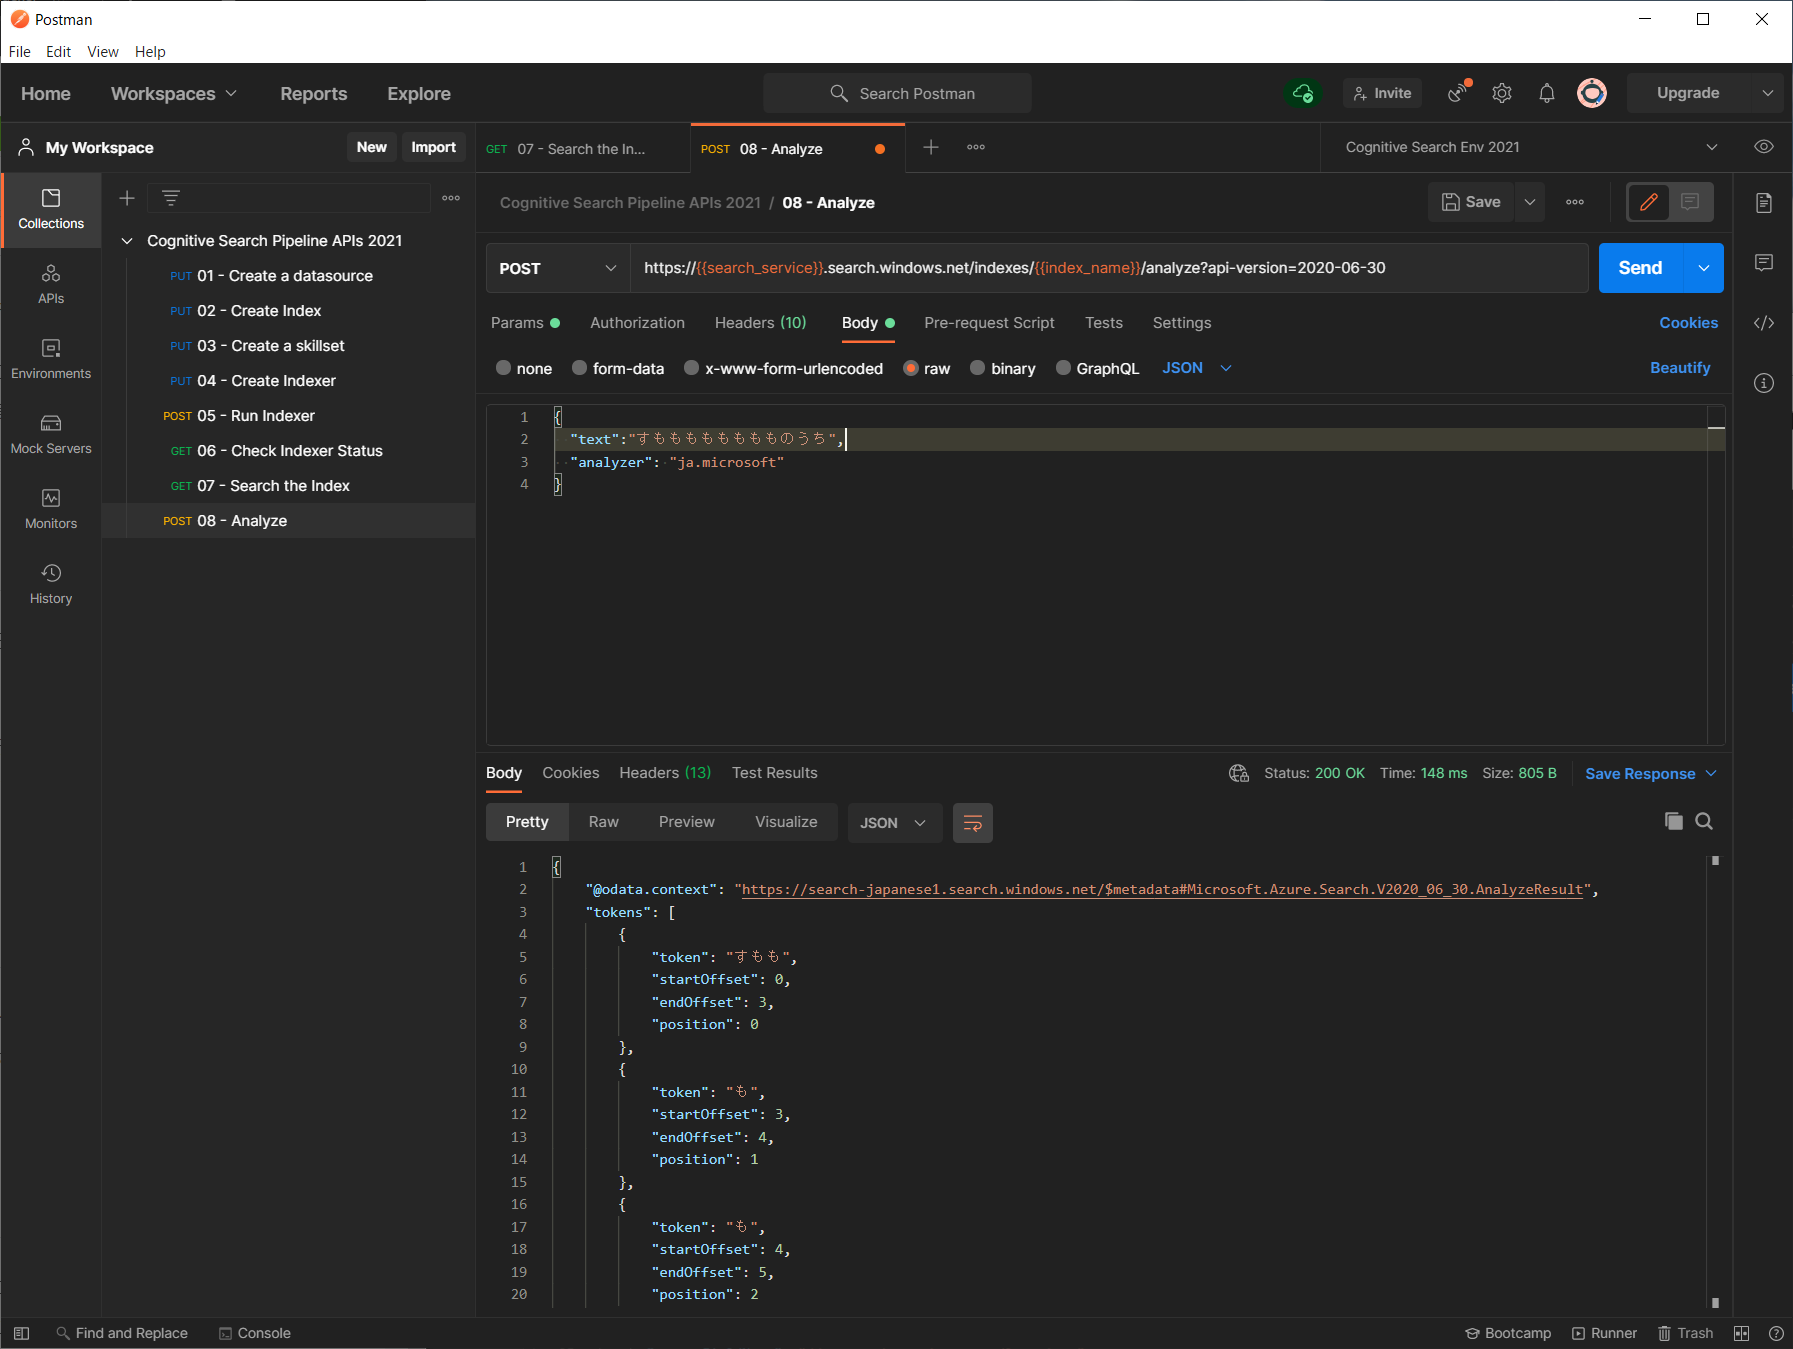 Postman
File Edit View Help
Home Workspaces Reports Explore Search Postman Invite Upgrade
My Workspace New Import GET 07 - Search the In... POST 08 - Analyze Cognitive Search Env 2021
Collections
APIs
Environments
Mock Servers
Monitors
History
Cognitive Search Pipeline APIs 2021
PUT 01 - Create a datasource
PUT 02 - Create Index
PUT 03 - Create a skillset
PUT 04 - Create Indexer
POST 05 - Run Indexer
GET 06 - Check Indexer Status
GET 07 - Search the Index
POST 08 - Analyze
Cognitive Search Pipeline APIs 2021 / 08 - Analyze Save
POST https://{{search_service}}.search.windows.net/indexes/{{index_name}}/analyze?api-version=2020-06-30 Send
Params Authorization Headers (10) Body Pre-request Script Tests Settings Cookies
none form-data x-www-form-urlencoded raw binary GraphQL JSON Beautify
1 {
2 "text":"すもももももももものうち",
3 "analyzer": "ja.microsoft"
4 }
Body Cookies Headers (13) Test Results Status: 200 OK Time: 148 ms Size: 805 B Save Response
Pretty Raw Preview Visualize JSON
1 {
2 "@odata.context": "https://search-japanese1.search.windows.net/$metadata#Microsoft.Azure.Search.V2020_06_30.AnalyzeResult",
3 "tokens": [
4 {
5 "token": "すもも",
6 "startOffset": 0,
7 "endOffset": 3,
8 "position": 0
9 },
10 {
11 "token": "も",
12 "startOffset": 3,
13 "endOffset": 4,
14 "position": 1
15 },
16 {
17 "token": "も",
18 "startOffset": 4,
19 "endOffset": 5,
20 "position": 2
Find and Replace Console Bootcamp Runner Trash